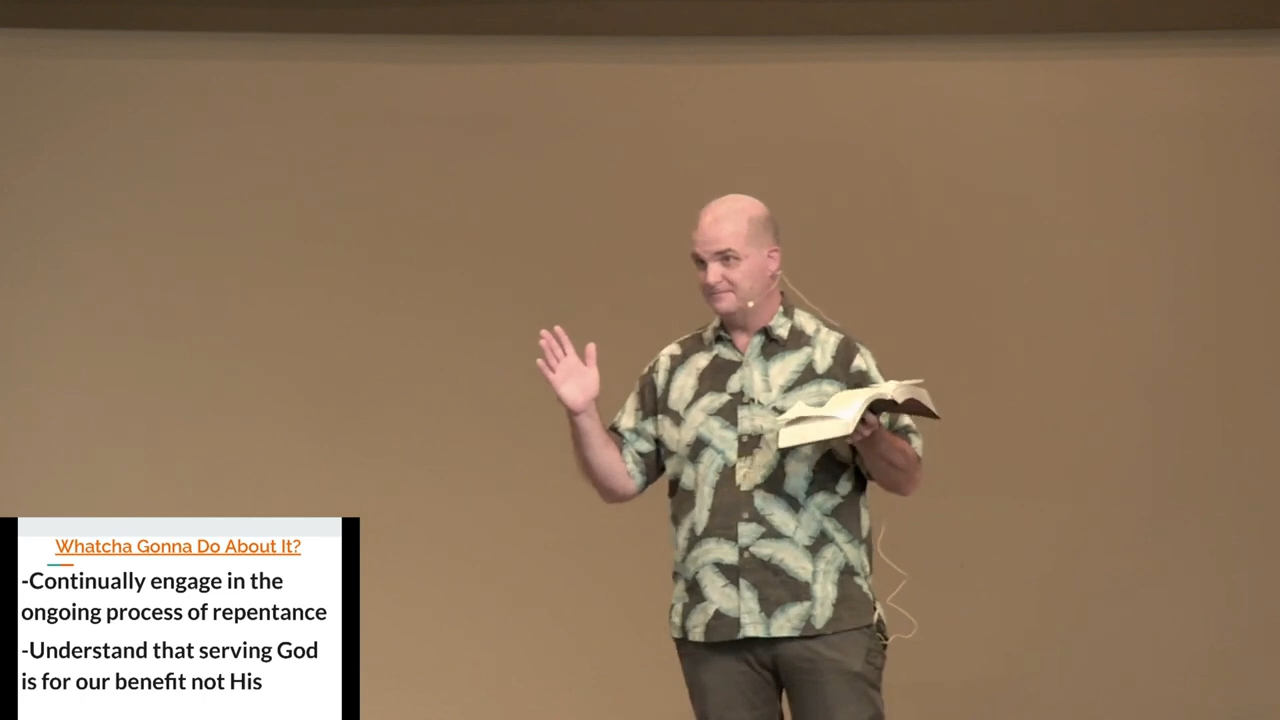 Whatcha Gonna Do About It?
-Continually engage in the
ongoing process of repentance
-Understand that serving God
is for our benefit not His